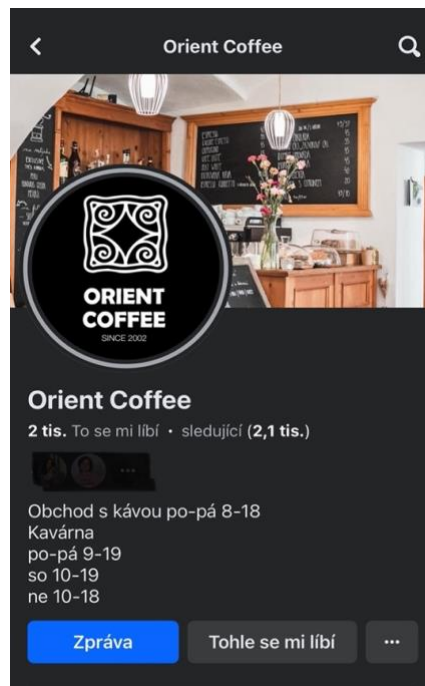 Orient Coffee
ORIENT
COFFEE
SINCE 2002
Orient Coffee
2 tis. To se mi líbí • sledující (2,1 tis.)
Obchod s kávou po-pá 8-18
Kavárna
po-pá 9-19
so 10-19
ne 10-18
Zpráva
Tohle se mi líbí